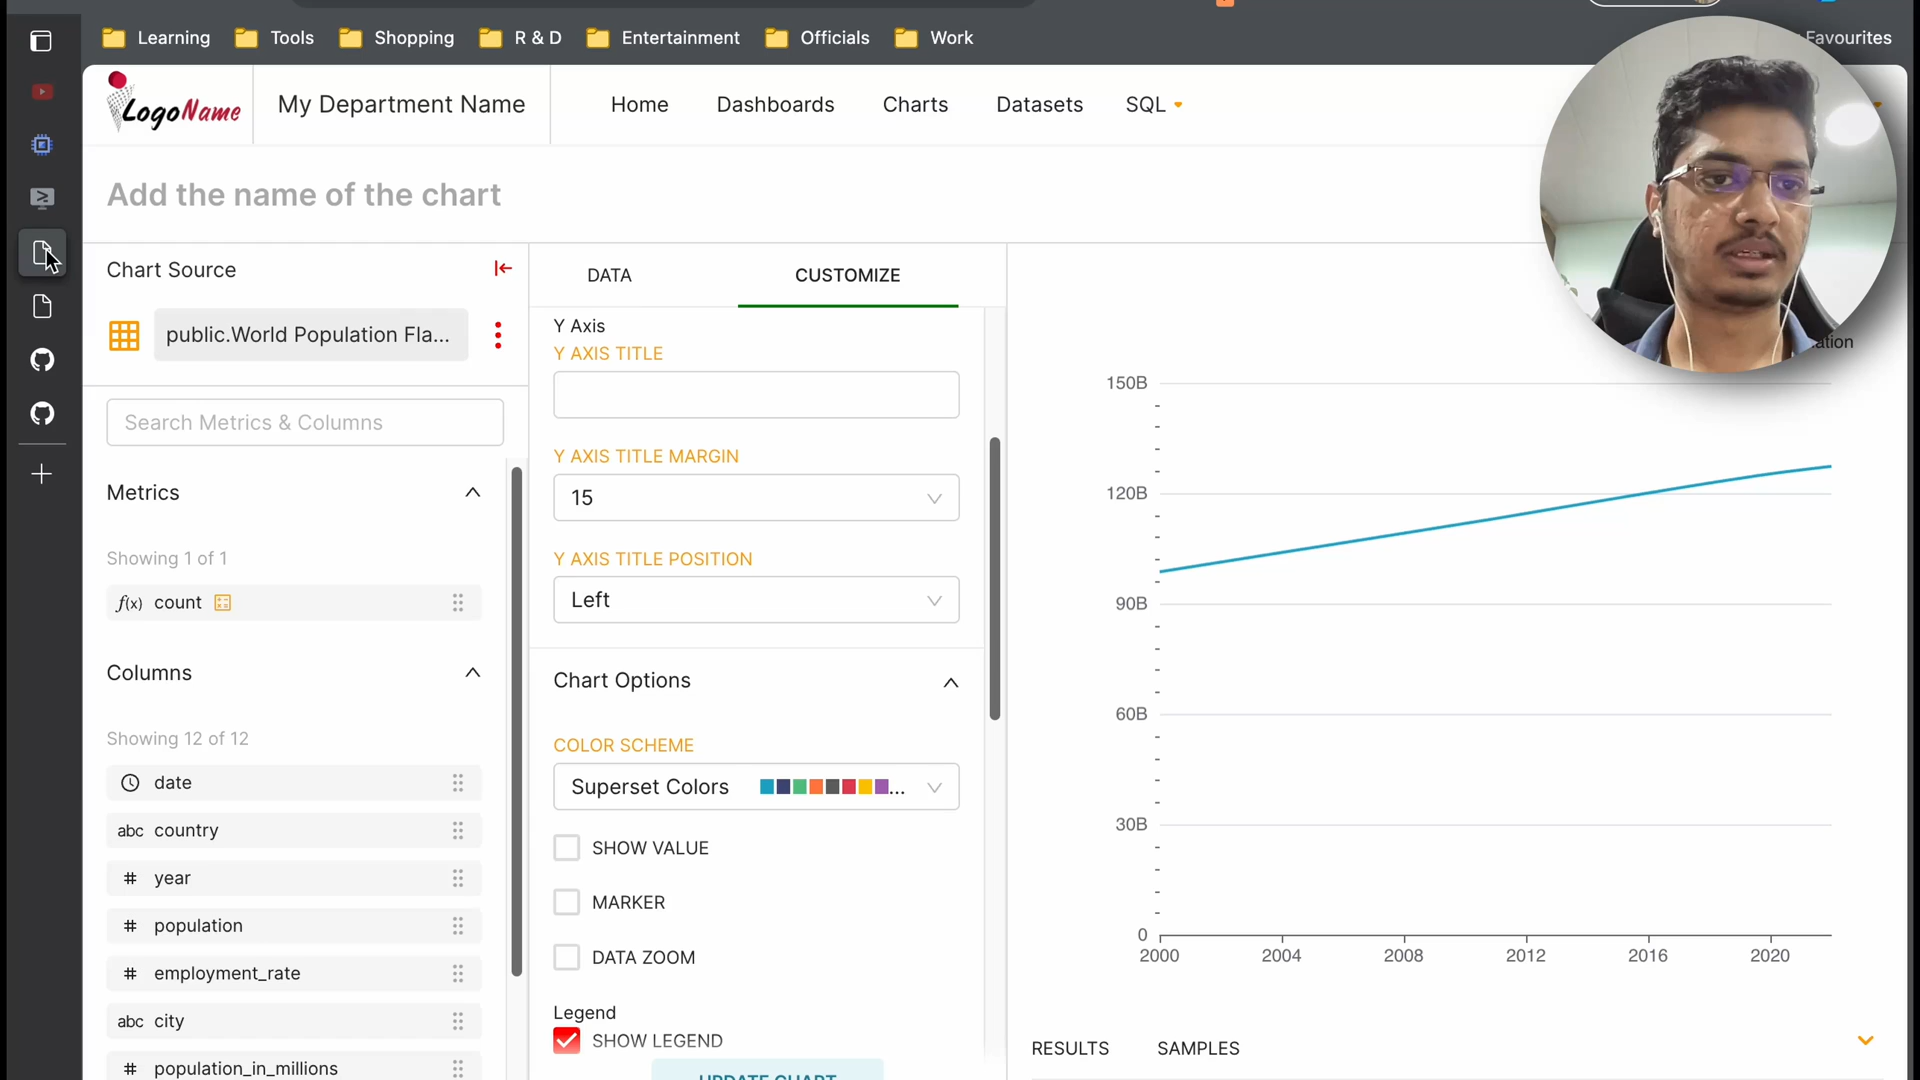 Learning Tools Shopping R & D Entertainment Officials Work Favourites
LogoName My Department Name Home Dashboards Charts Datasets SQL
Add the name of the chart
Chart Source
public.World Population Fla...
Search Metrics & Columns
Metrics
Showing 1 of 1
f(x) count
Columns
Showing 12 of 12
date
abc country
# year
# population
# employment_rate
abc city
# population_in_millions
DATA CUSTOMIZE
Y Axis
Y AXIS TITLE
Y AXIS TITLE MARGIN
15
Y AXIS TITLE POSITION
Left
Chart Options
COLOR SCHEME
Superset Colors ...
SHOW VALUE
MARKER
DATA ZOOM
Legend
SHOW LEGEND
UPDATE CHART
150B
120B
90B
60B
30B
0
2000 2004 2008 2012 2016 2020
RESULTS SAMPLES